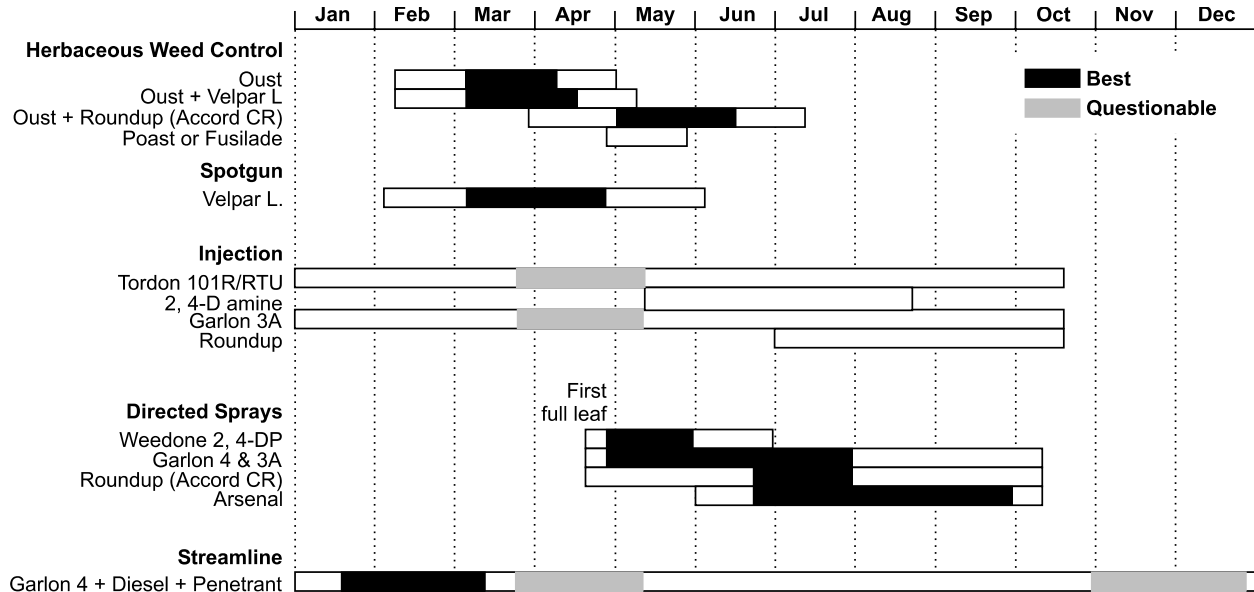 Jan Feb Mar Apr May Jun Jul Aug Sep Oct Nov Dec
Herbaceous Weed Control
Oust
Oust + Velpar L
Oust + Roundup (Accord CR)
Poast or Fusilade
Best
Questionable
Spotgun
Velpar L.
Injection
Tordon 101R/RTU
2, 4-D amine
Garlon 3A
Roundup
First
full leaf
Directed Sprays
Weedone 2, 4-DP
Garlon 4 & 3A
Roundup (Accord CR)
Arsenal
Streamline
Garlon 4 + Diesel + Penetrant